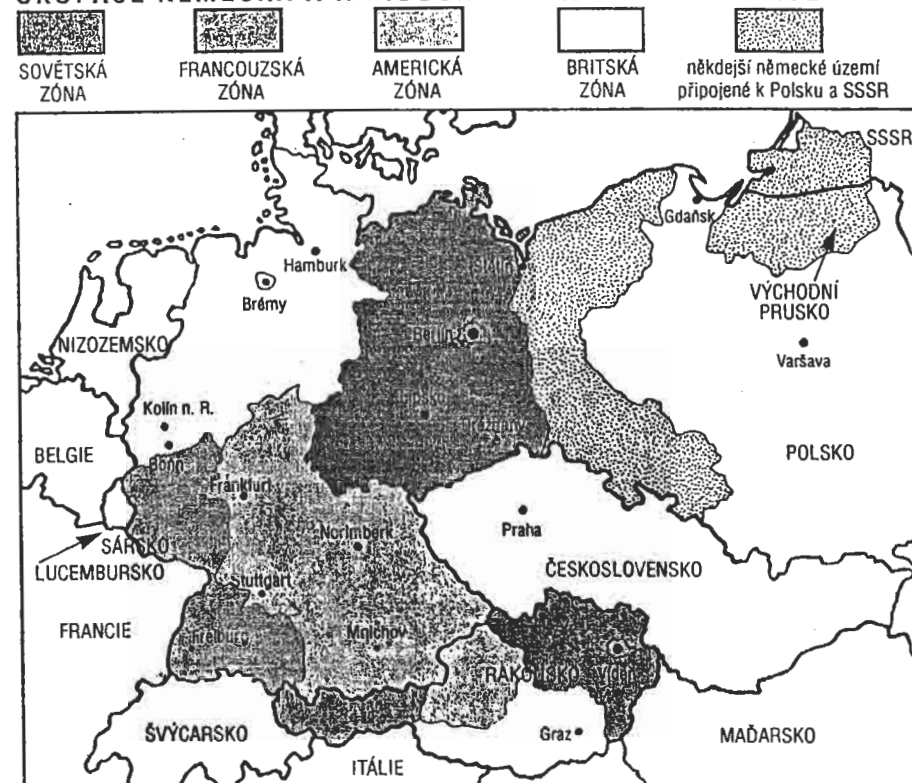 SOVĚTSKÁ
ZÓNA
FRANCOUZSKÁ
ZÓNA
AMERICKÁ
ZÓNA
BRITSKÁ
ZÓNA
někdejší německé území
připojené k Polsku a SSSR
SSSR
Gdaňsk
Hamburk
Štětín
Brémy
VÝCHODNÍ
PRUSKO
Berlín
NIZOZEMSKO
Varšava
Kolín n. R.
Drážďany
BELGIE
Bonn
POLSKO
Frankfurt
Praha
Norimberk
SÁRSKO
LUCEMBURSKO
ČESKOSLOVENSKO
Stuttgart
FRANCIE
Freiburg
Mnichov
RAKOUSKO
Vídeň
ŠVÝCARSKO
Graz
MAĎARSKO
ITÁLIE